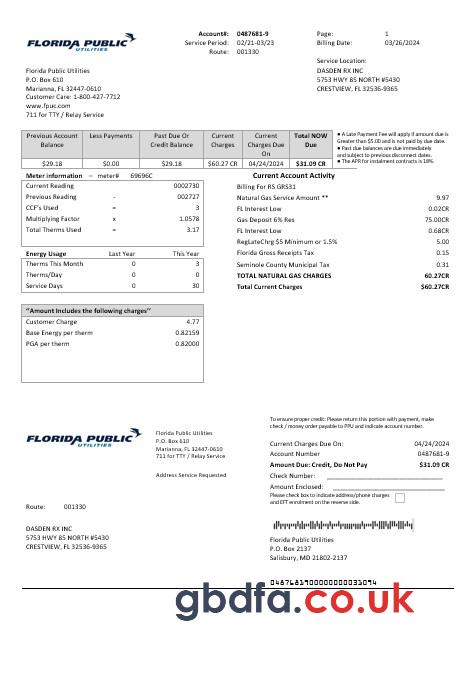 FLORIDA PUBLIC
UTILITIES
Account#: 0487681-9
Service Period: 02/21-03/23
Route: 001330
Page: 1
Billing Date: 03/26/2024
Service Location:
DASDEN RX INC
5753 HWY 85 NORTH #5430
CRESTVIEW, FL 32536-9365
Florida Public Utilities
P.O. Box 610
Marianna, FL 32447-0610
Customer Care: 1-800-427-7712
www.fpuc.com
711 for TTY / Relay Service
Previous Account Balance Less Payments Past Due Or Credit Balance Current Charges Current Charges Due On Total NOW Due
$29.18 $0.00 $29.18 $60.27 CR 04/24/2024 $31.09 CR
● A Late Payment Fee will apply if amount due is
Greater than $5.00 and is not paid by due date.
● Past due balances are due immediately
and subject to previous disconnect dates.
● The APR for instalment contracts is 18%.
Meter information – meter# 69696C
Current Reading 0002730
Previous Reading - 002727
CCF's Used = 3
Multiplying Factor x 1.0578
Total Therms Used = 3.17
Energy Usage Last Year This Year
Therms This Month 0 3
Therms/Day 0 0
Service Days 0 30
Current Account Activity
Billing For RS GRS31
Natural Gas Service Amount ** 9.97
FL Interest Low 0.02CR
Gas Deposit 6% Res 75.00CR
FL Interest Low 0.68CR
RegLateChrg $5 Minimum or 1.5% 5.00
Florida Gross Receipts Tax 0.15
Seminole County Municipal Tax 0.31
TOTAL NATURAL GAS CHARGES 60.27CR
Total Current Charges $60.27CR
"Amount Includes the following charges"
Customer Charge 4.77
Base Energy per therm 0.82159
PGA per therm 0.82000
FLORIDA PUBLIC
UTILITIES
Florida Public Utilities
P.O. Box 610
Marianna, FL 32447-0610
711 for TTY / Relay Service
Address Service Requested
To ensure proper credit: Please return this portion with payment, make
check / money order payable to PPU and indicate account number.
Current Charges Due On: 04/24/2024
Account Number 0487681-9
Amount Due: Credit, Do Not Pay $31.09 CR
Check Number:
Amount Enclosed:
Please check box to indicate address/phone charges
and EFT enrolment on the reverse side.
Route: 001330
DASDEN RX INC
5753 HWY 85 NORTH #5430
CRESTVIEW, FL 32536-9365
Florida Public Utilities
P.O. Box 2137
Salisbury, MD 21802-2137
gbdfa.co.uk